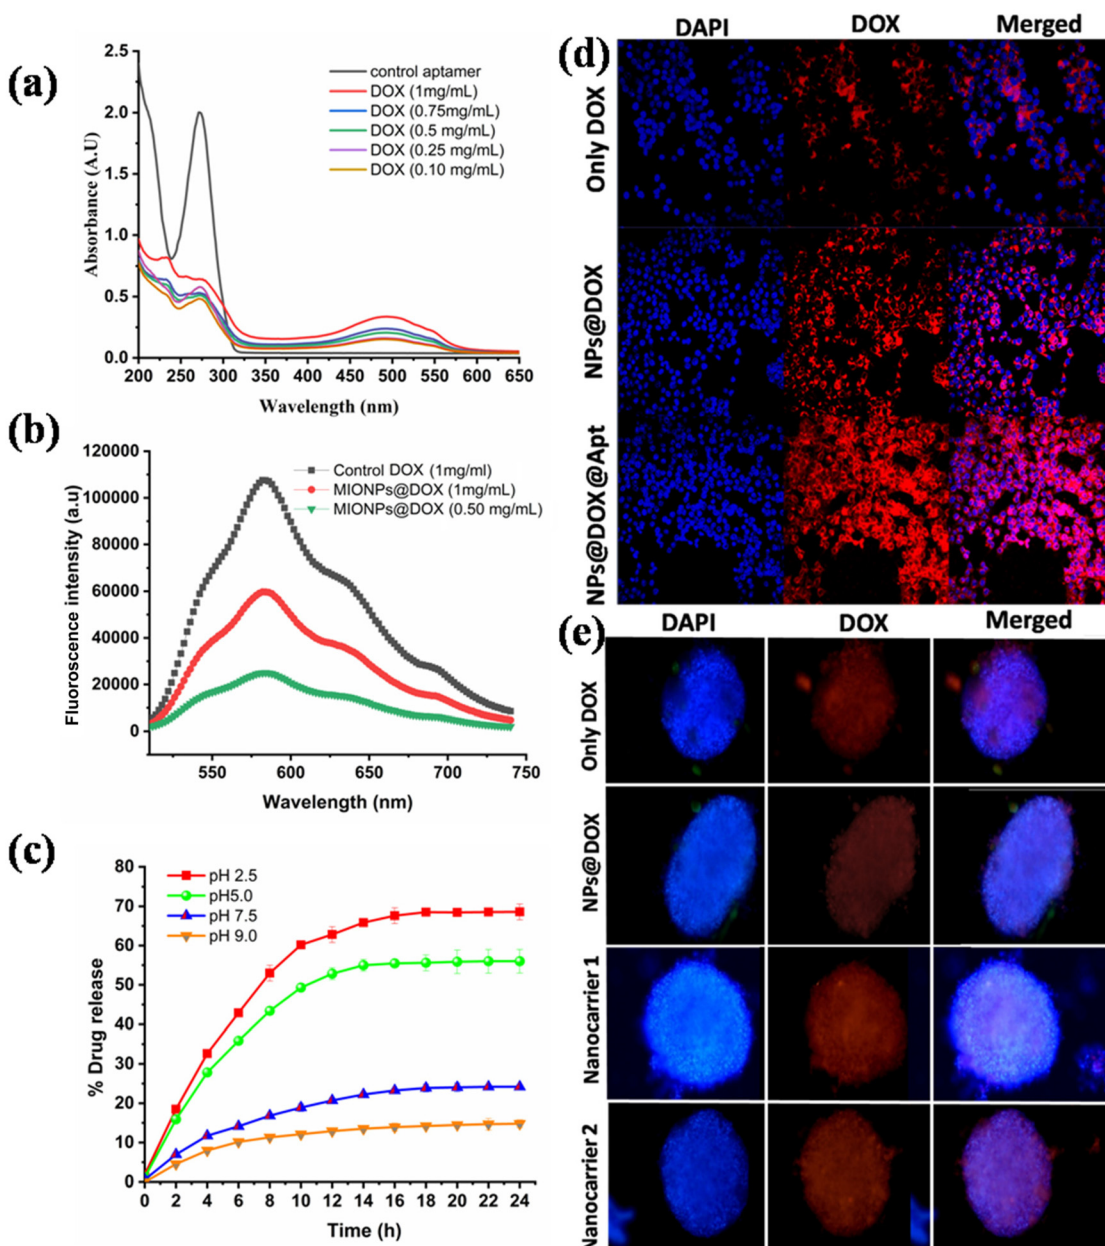 (a)
2.5
2.0
1.5
1.0
0.5
0.0
Absorbance (A.U)
control aptamer
DOX (1mg/mL)
DOX (0.75mg/mL)
DOX (0.5 mg/mL)
DOX (0.25 mg/mL)
DOX (0.10 mg/mL)
200 250 300 350 400 450 500 550 600 650
Wavelength (nm)
(b)
120000
100000
80000
60000
40000
20000
0
Fluoroscence intensity (a.u)
Control DOX (1mg/ml)
MIONPs@DOX (1mg/mL)
MIONPs@DOX (0.50 mg/mL)
550 600 650 700 750
Wavelength (nm)
(c)
80
70
60
50
40
30
20
10
0
% Drug release
pH 2.5
pH5.0
pH 7.5
pH 9.0
0 2 4 6 8 10 12 14 16 18 20 22 24
Time (h)
(d)
DAPI DOX Merged
Only DOX
NPs@DOX
NPs@DOX@Apt
(e)
DAPI DOX Merged
Only DOX
NPs@DOX
Nanocarrier 1
Nanocarrier 2